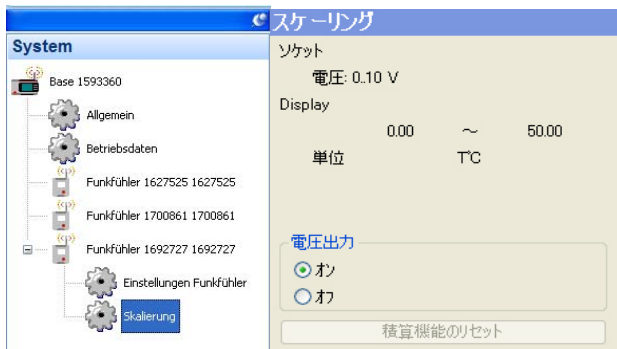 スケーリング
System
Base 1593360
Allgemein
Betriebsdaten
Funkfühler 1627525 1627525
Funkfühler 1700861 1700861
Funkfühler 1692727 1692727
Einstellungen Funkfühler
Skalierung
ソケット
電圧: 0..10 V
Display
0.00 ～ 50.00
単位 T℃
電圧出力
オン
オフ
積算機能のリセット